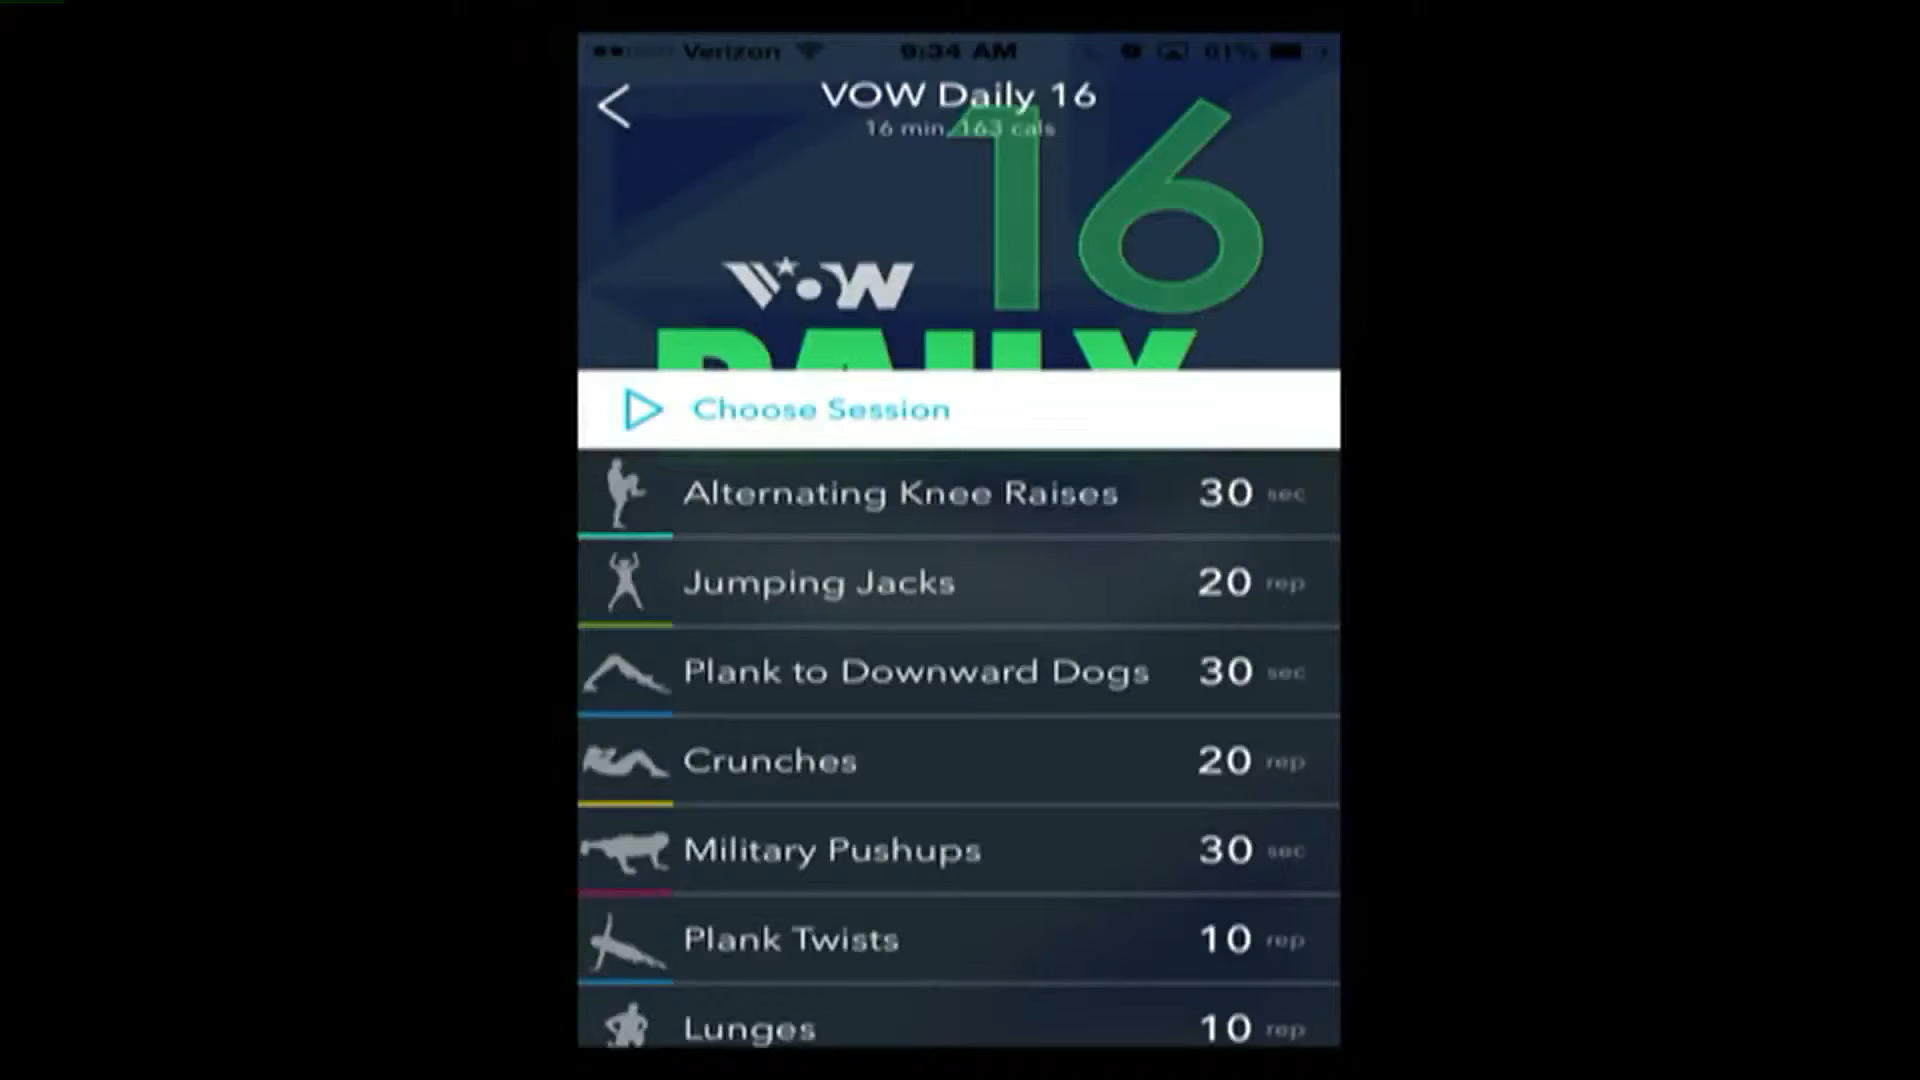 Verizon 9:34 AM 61%
VOW Daily 16
16 min, 163 cals
16
VOW
DAILY
Choose Session
Alternating Knee Raises 30 sec
Jumping Jacks 20 rep
Plank to Downward Dogs 30 sec
Crunches 20 rep
Military Pushups 30 sec
Plank Twists 10 rep
Lunges 10 rep